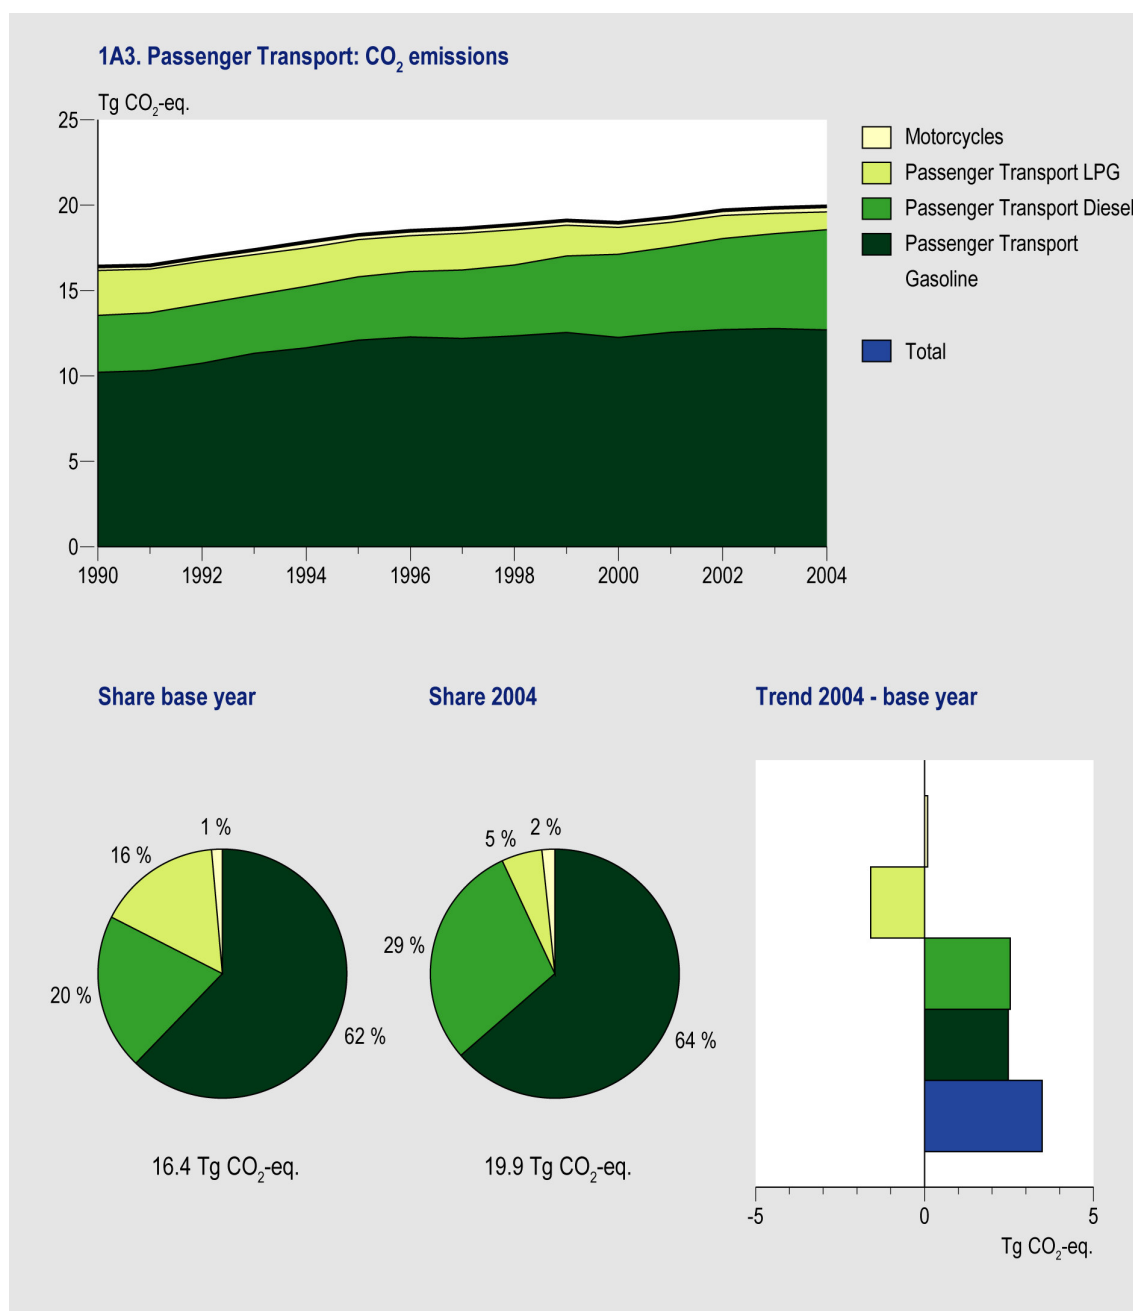 1A3. Passenger Transport: CO₂ emissions
Tg CO₂-eq.
25
20
15
10
5
0
1990 1992 1994 1996 1998 2000 2002 2004
Motorcycles
Passenger Transport LPG
Passenger Transport Diesel
Passenger Transport
Gasoline
Total
Share base year
1 %
16 %
20 %
62 %
16.4 Tg CO₂-eq.
Share 2004
2 %
5 %
29 %
64 %
19.9 Tg CO₂-eq.
Trend 2004 - base year
-5 0 5
Tg CO₂-eq.